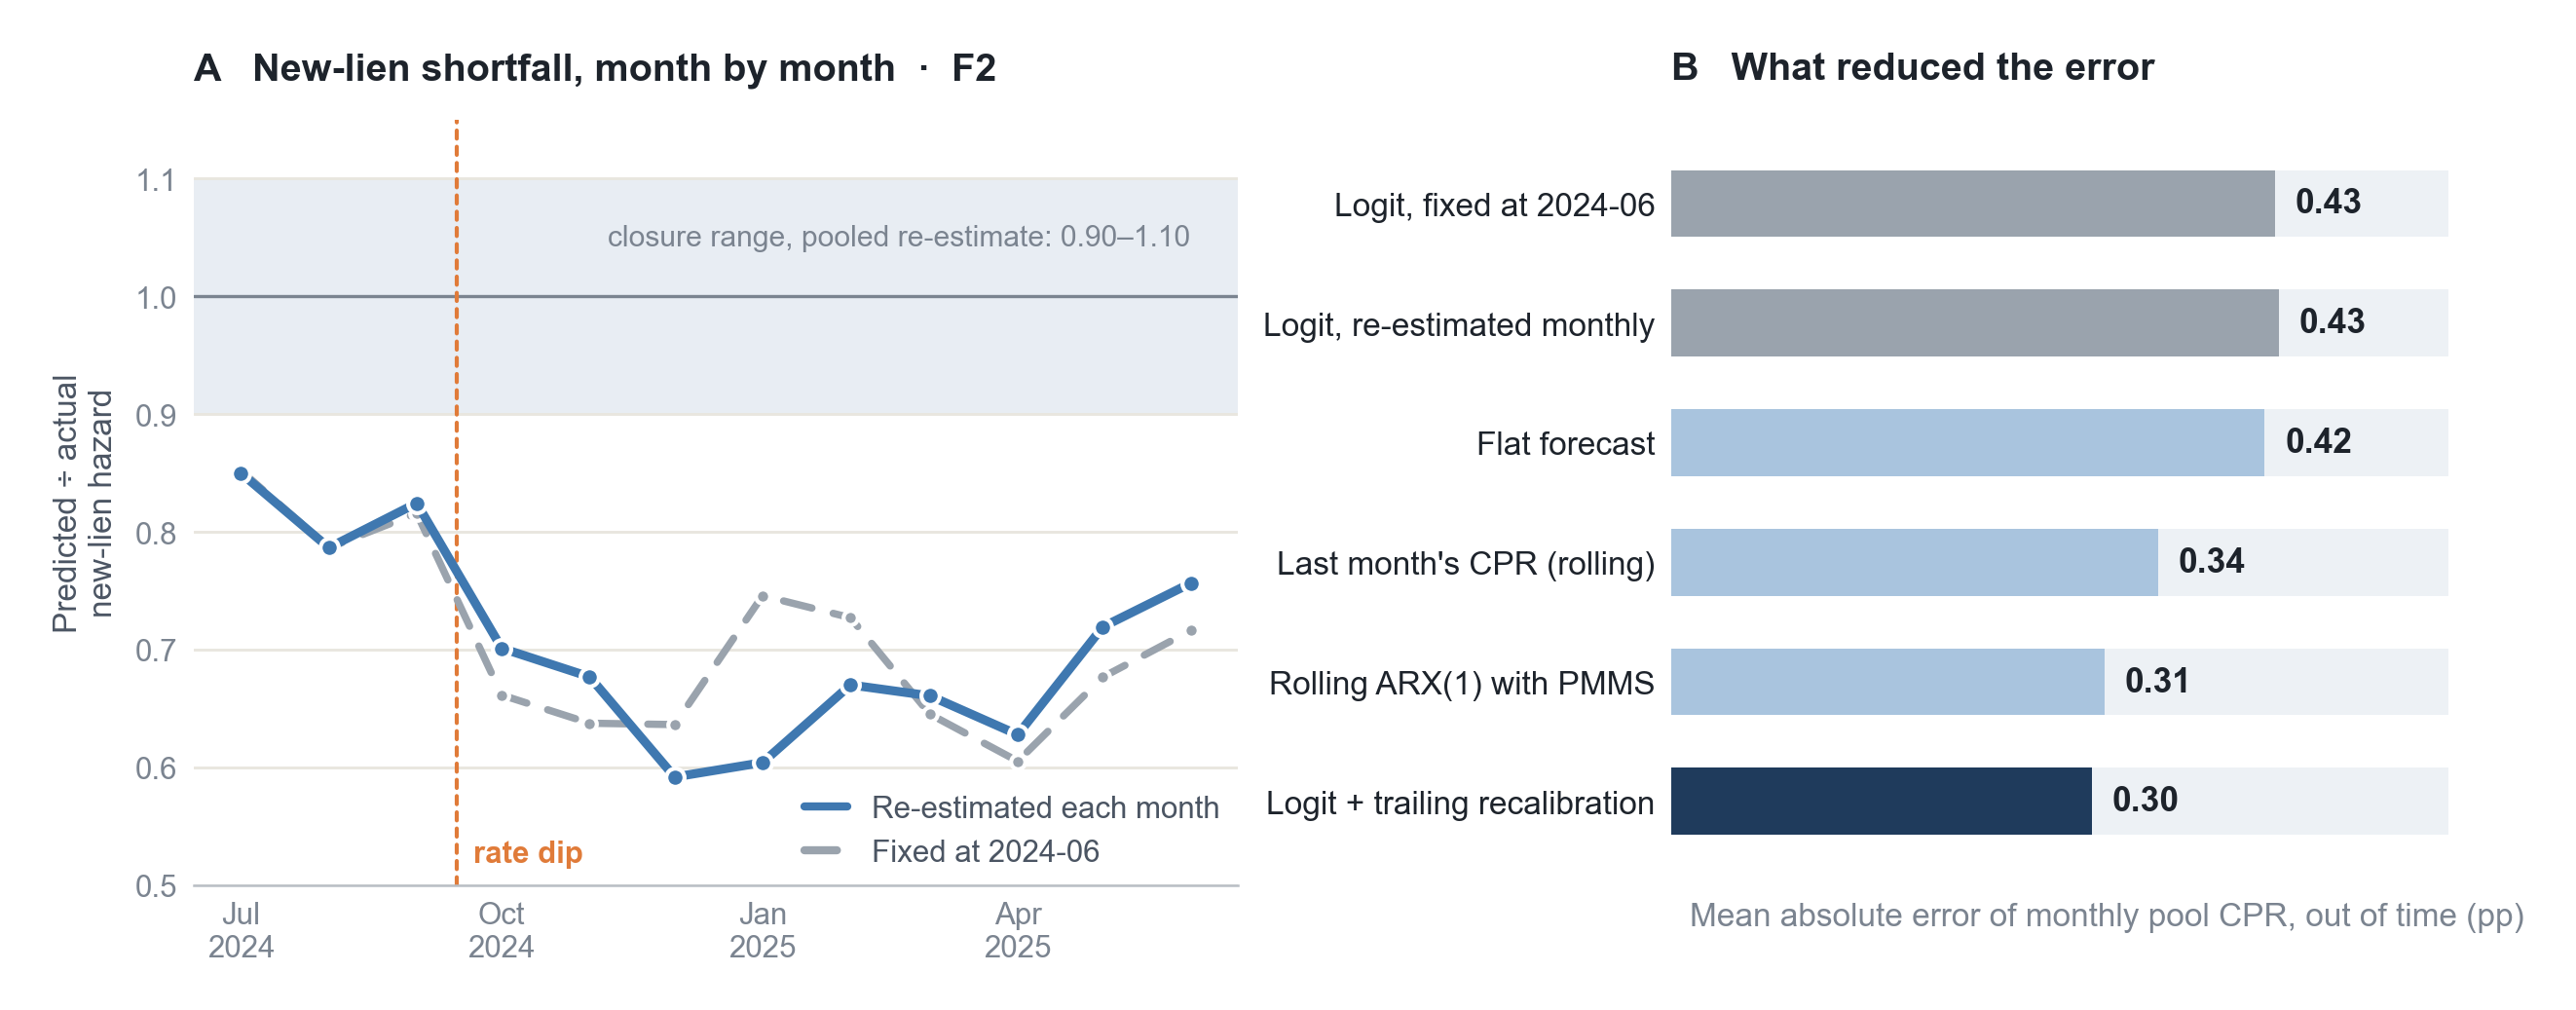 A New-lien shortfall, month by month · F2
1.1
1.0
0.9
0.8
0.7
0.6
0.5
Predicted ÷ actual
new-lien hazard
closure range, pooled re-estimate: 0.90–1.10
rate dip
Re-estimated each month
Fixed at 2024-06
Jul
2024
Oct
2024
Jan
2025
Apr
2025
B What reduced the error
Logit, fixed at 2024-06 0.43
Logit, re-estimated monthly 0.43
Flat forecast 0.42
Last month's CPR (rolling) 0.34
Rolling ARX(1) with PMMS 0.31
Logit + trailing recalibration 0.30
Mean absolute error of monthly pool CPR, out of time (pp)